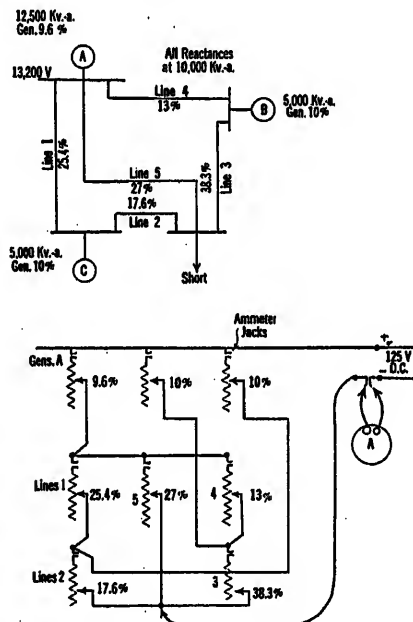 12,500 Kv.-a.
Gen. 9.6 %
A
All Reactances
at 10,000 Kv.-a.
13,200 V
Line 4
13%
B
5,000 Kv.-a.
Gen. 10%
Line 1
25.4%
Line 5
27%
38.3%
Line 3
17.6%
Line 2
5,000 Kv.-a.
Gen. 10%
C
Short
Ammeter
Jacks
+
125 V
- D.C.
Gens. A
9.6%
10%
10%
A
Lines 1
25.4%
5
27%
4
13%
Lines 2
17.6%
3
38.3%